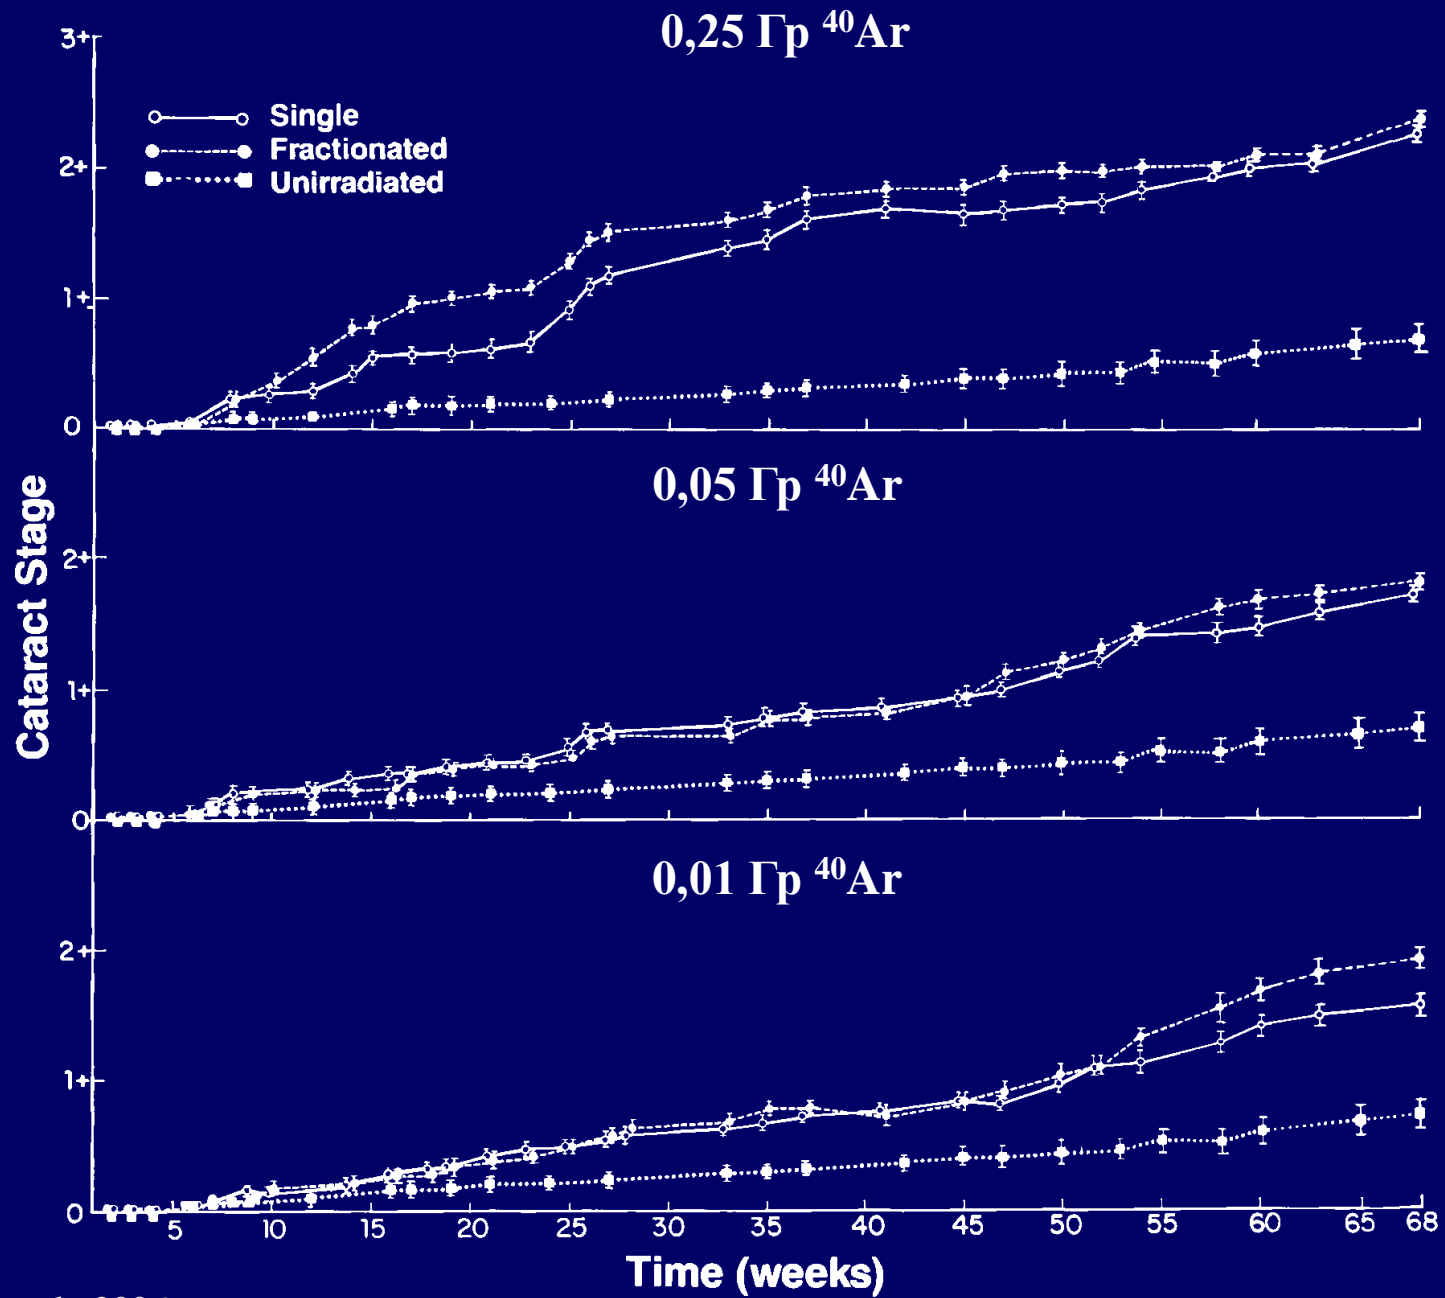 0,25 Гр ⁴⁰Ar
3+
Single
Fractionated
Unirradiated
2+
1+
0
0,05 Гр ⁴⁰Ar
Cataract Stage
2+
1+
0
0,01 Гр ⁴⁰Ar
2+
1+
0
5 10 15 20 25 30 35 40 45 50 55 60 65 68
Time (weeks)